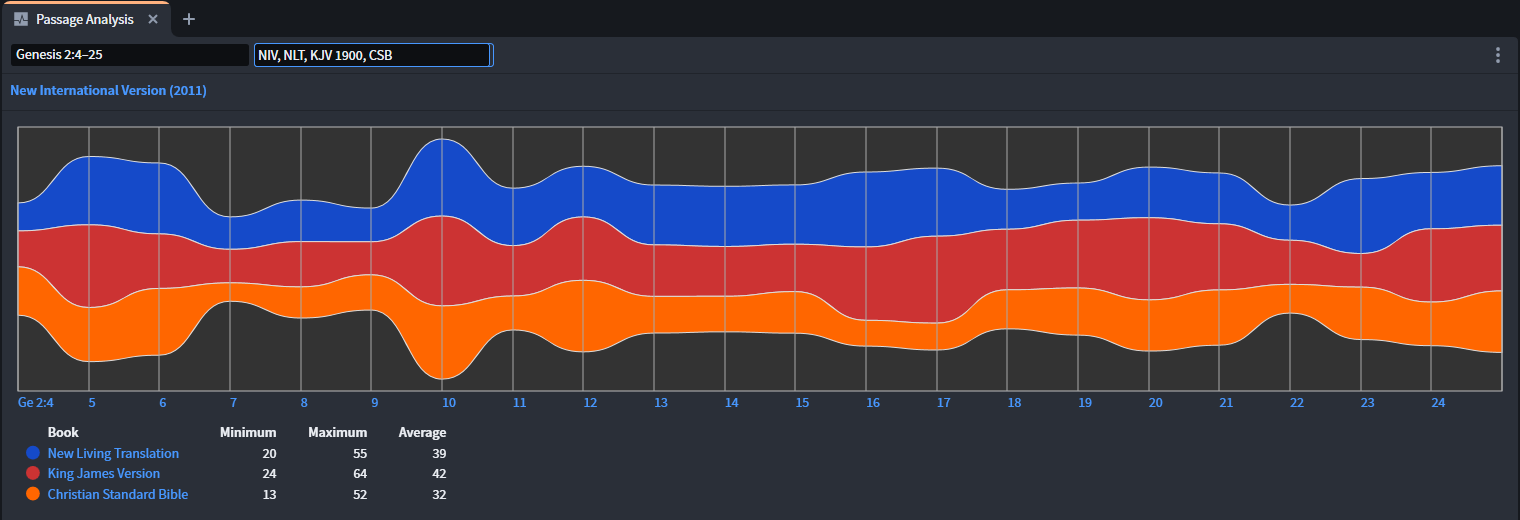 Passage Analysis
Genesis 2:4–25 NIV, NLT, KJV 1900, CSB
New International Version (2011)
Ge 2:4 5 6 7 8 9 10 11 12 13 14 15 16 17 18 19 20 21 22 23 24
Book Minimum Maximum Average
New Living Translation 20 55 39
King James Version 24 64 42
Christian Standard Bible 13 52 32